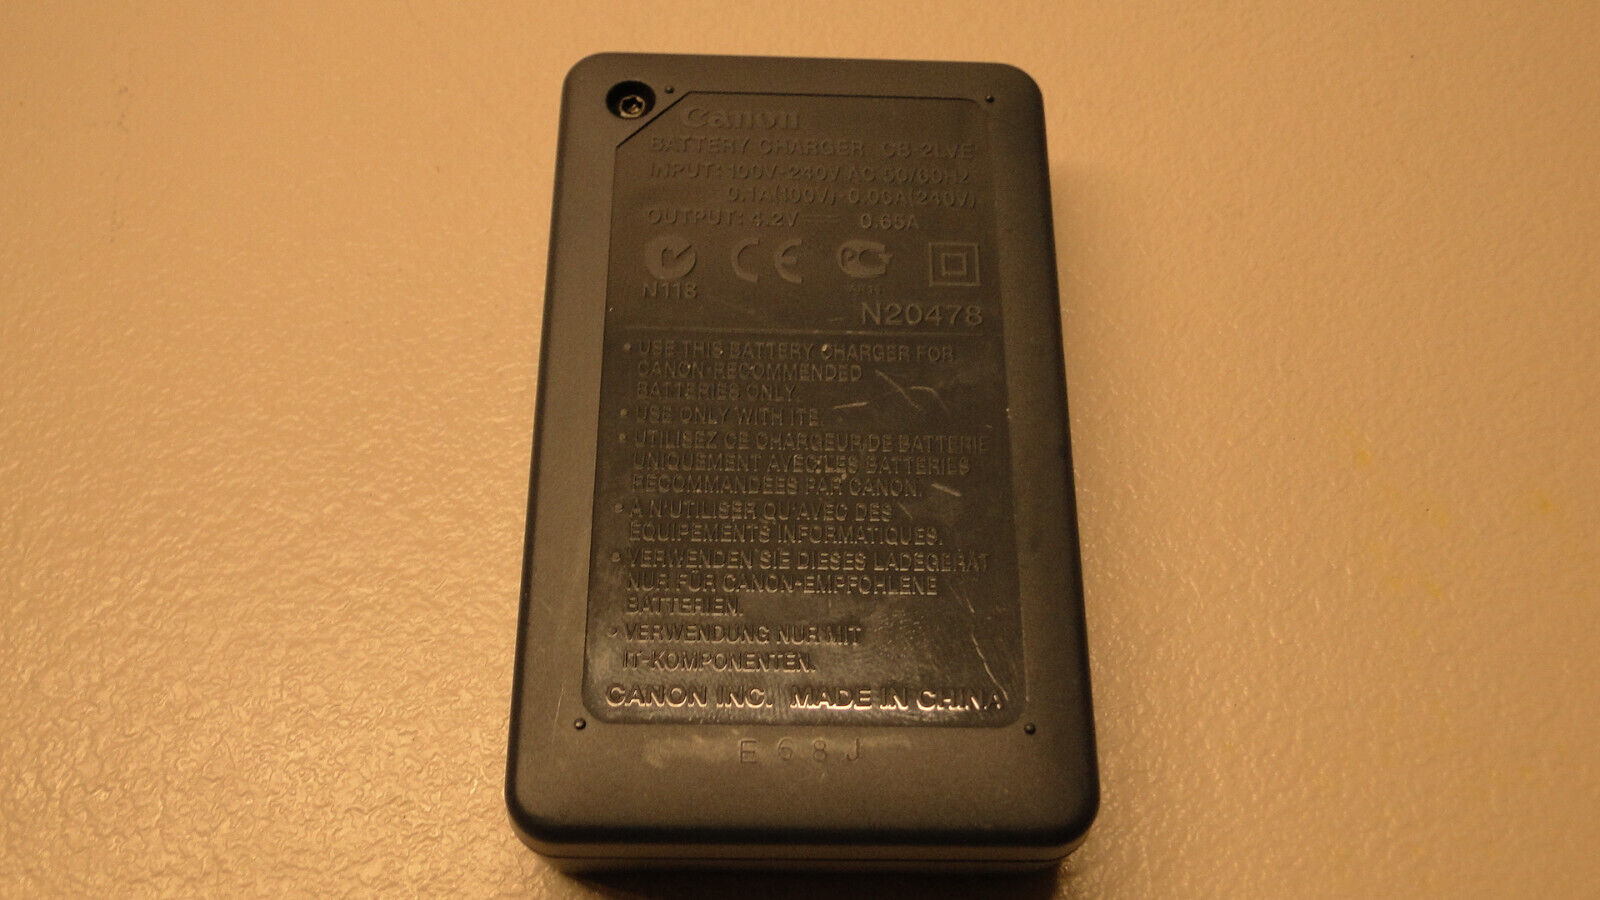 Canon
BATTERY CHARGER CB-2LVE
INPUT: 100V-240V AC 50/60Hz
0.1A(100V)-0.06A(240V)
OUTPUT: 4.2V ⎓ 0.65A
CE PG
N118
N20478
• USE THIS BATTERY CHARGER FOR
CANON-RECOMMENDED
BATTERIES ONLY.
• USE ONLY WITH ITE.
• UTILISEZ CE CHARGEUR DE BATTERIE
UNIQUEMENT AVEC LES BATTERIES
RECOMMANDÉES PAR CANON.
• A N'UTILISER QU'AVEC DES
ÉQUIPEMENTS INFORMATIQUES.
• VERWENDEN SIE DIESES LADEGERÄT
NUR FÜR CANON-EMPFOHLENE
BATTERIEN.
• VERWENDUNG NUR MIT
IT-KOMPONENTEN.
CANON INC. MADE IN CHINA
E68J